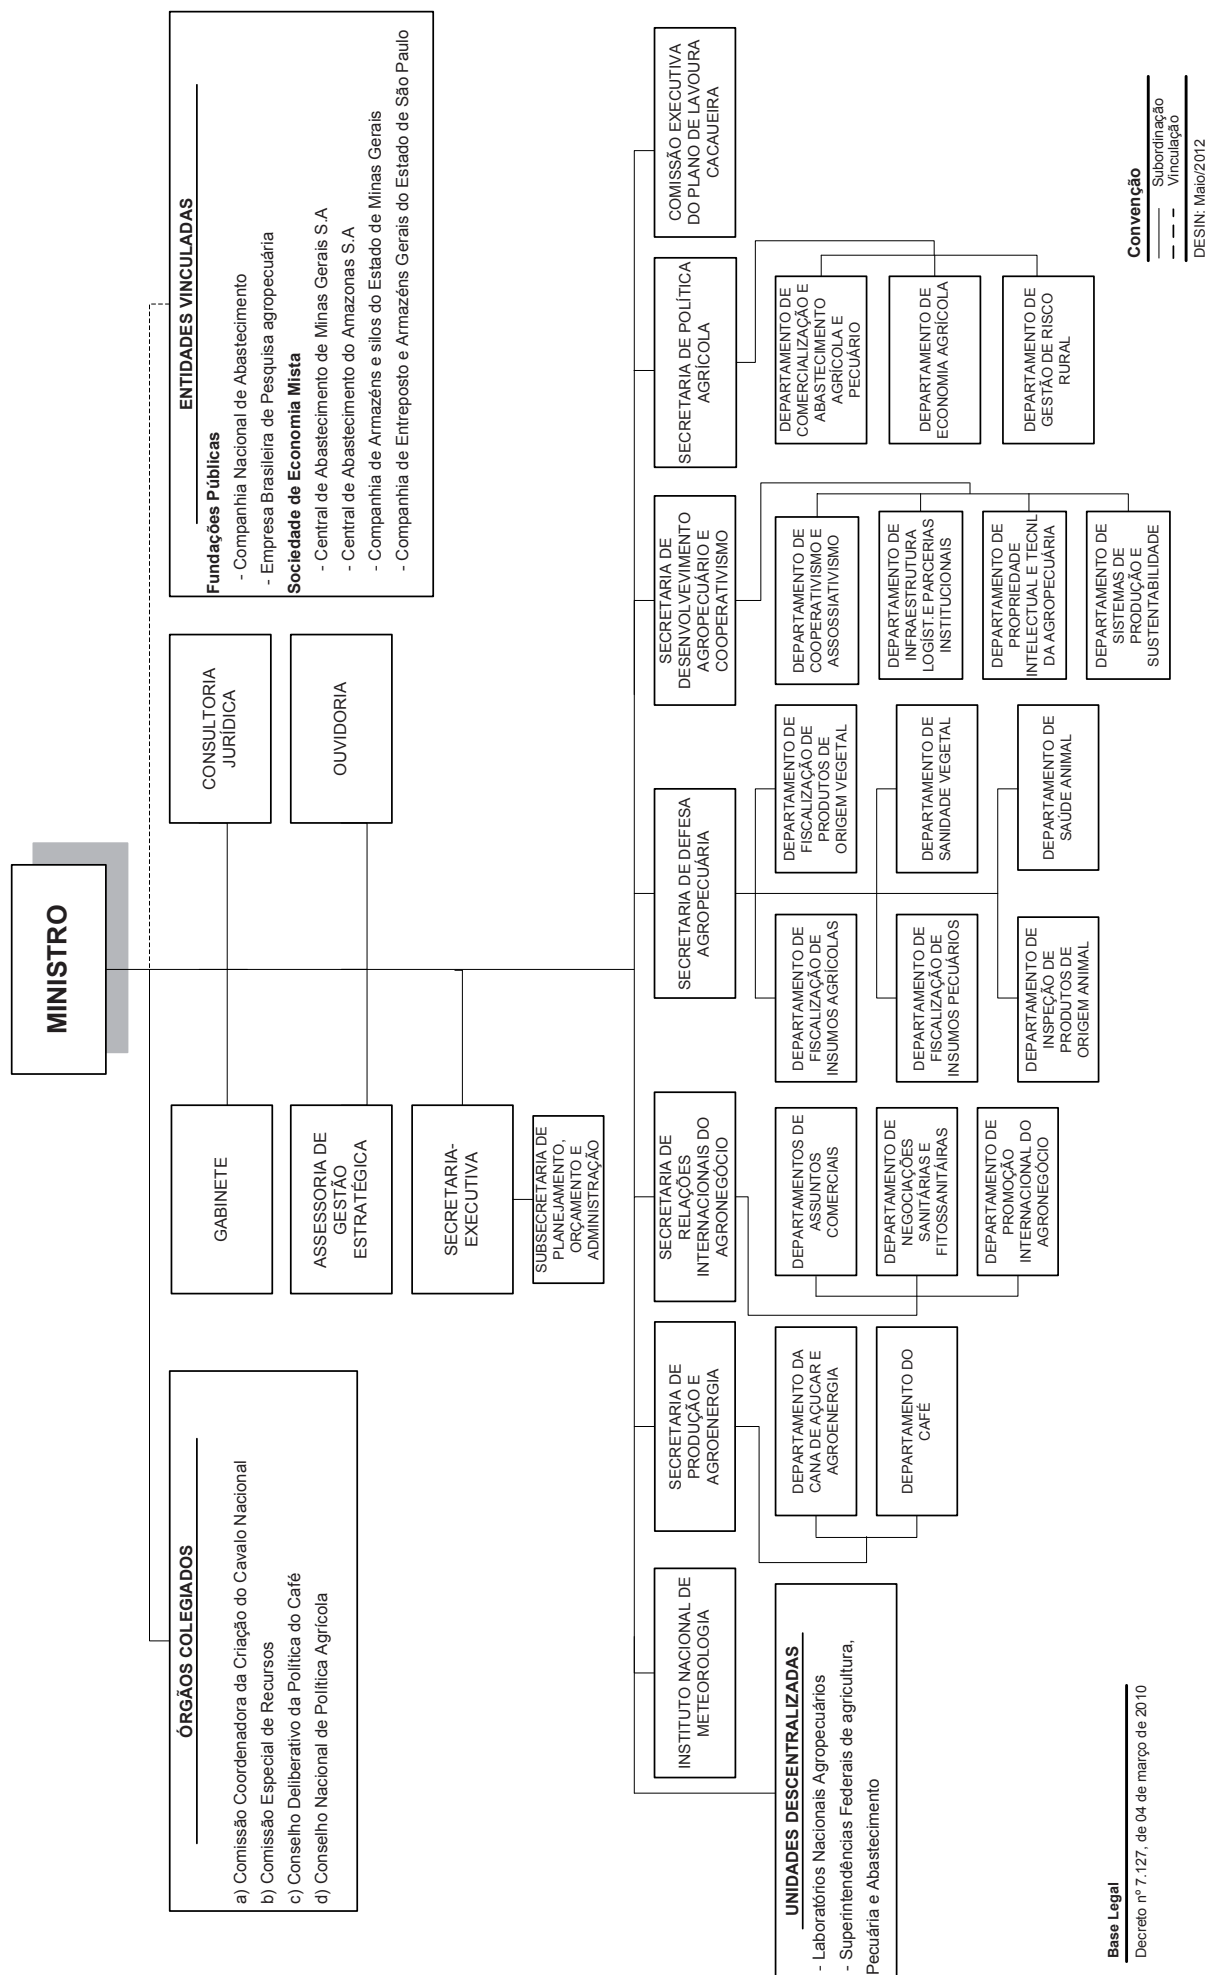 MINISTRO
ÓRGÃOS COLEGIADOS
a) Comissão Coordenadora da Criação do Cavalo Nacional
b) Comissão Especial de Recursos
c) Conselho Deliberativo da Política do Café
d) Conselho Nacional de Política Agrícola
GABINETE
ASSESSORIA DE
GESTÃO
ESTRATÉGICA
SECRETARIA-
EXECUTIVA
SUBSECRETARIA DE
PLANEJAMENTO,
ORÇAMENTO E
ADMINISTRAÇÃO
CONSULTORIA
JURÍDICA
OUVIDORIA
ENTIDADES VINCULADAS
Fundações Públicas
- Companhia Nacional de Abastecimento
- Empresa Brasileira de Pesquisa agropecuária
Sociedade de Economia Mista
- Central de Abastecimento de Minas Gerais S.A
- Central de Abastecimento do Amazonas S.A
- Companhia de Armazéns e silos do Estado de Minas Gerais
- Companhia de Entreposto e Armazéns Gerais do Estado de São Paulo
INSTITUTO NACIONAL DE
METEOROLOGIA
UNIDADES DESCENTRALIZADAS
- Laboratórios Nacionais Agropecuários
- Superintendências Federais de agricultura,
Pecuária e Abastecimento
SECRETARIA DE
PRODUÇÃO E
AGROENERGIA
DEPARTAMENTO DA
CANA DE AÇUCAR E
AGROENERGIA
DEPARTAMENTO DO
CAFÉ
SECRETARIA DE
RELAÇÕES
INTERNACIONAIS DO
AGRONEGÓCIO
DEPARTAMENTOS DE
ASSUNTOS
COMERCIAIS
DEPARTAMENTO DE
NEGOCIAÇÕES
SANITÁRIAS E
FITOSSANITÁIRAS
DEPARTAMENTO DE
PROMOÇÃO
INTERNACIONAL DO
AGRONEGÓCIO
SECRETARIA DE DEFESA
AGROPECUÁRIA
DEPARTAMENTO DE
FISCALIZAÇÃO DE
INSUMOS AGRÍCOLAS
DEPARTAMENTO DE
FISCALIZAÇÃO DE
PRODUTOS DE
ORIGEM VEGETAL
DEPARTAMENTO DE
FISCALIZAÇÃO DE
INSUMOS PECUÁRIOS
DEPARTAMENTO DE
SANIDADE VEGETAL
DEPARTAMENTO DE
INSPEÇÃO DE
PRODUTOS DE
ORIGEM ANIMAL
DEPARTAMENTO DE
SAÚDE ANIMAL
SECRETARIA DE
DESENVOLVEVIMENTO
AGROPECUÁRIO E
COOPERATIVISMO
DEPARTAMENTO DE
COOPERATIVISMO E
ASSOSSIATIVISMO
DEPARTAMENTO DE
INFRAESTRUTURA
LOGÍST. E PARCERIAS
INSTITUCIONAIS
DEPARTAMENTO DE
PROPRIEDADE
INTELECTUAL E TECNL
DA AGROPECUÁRIA
DEPARTAMENTO DE
SISTEMAS DE
PRODUÇÃO E
SUSTENTABILIDADE
SECRETARIA DE POLÍTICA
AGRÍCOLA
DEPARTAMENTO DE
COMERCIALIZAÇÃO E
ABASTECIMENTO
AGRÍCOLA E
PECUÁRIO
DEPARTAMENTO DE
ECONOMIA AGRÍCOLA
DEPARTAMENTO DE
GESTÃO DE RISCO
RURAL
COMISSÃO EXECUTIVA
DO PLANO DE LAVOURA
CACAUEIRA
Base Legal
Decreto nº 7.127, de 04 de março de 2010
Convenção
Subordinação
Vinculação
DESIN: Maio/2012